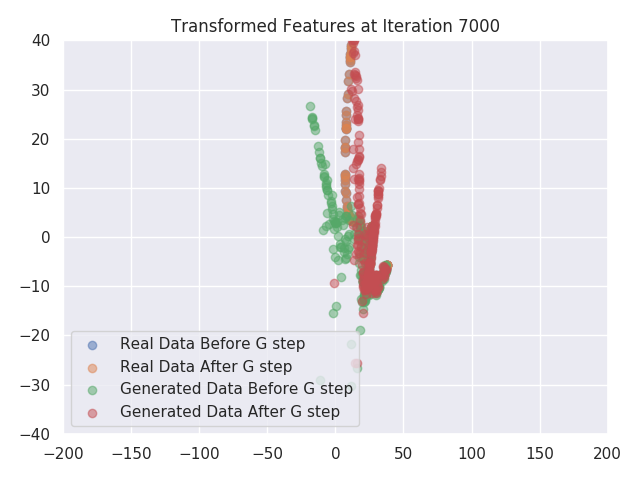 Transformed Features at Iteration 7000
40
30
20
10
0
−10
−20
−30
−40
Real Data Before G step
Real Data After G step
Generated Data Before G step
Generated Data After G step
−200 −150 −100 −50 0 50 100 150 200